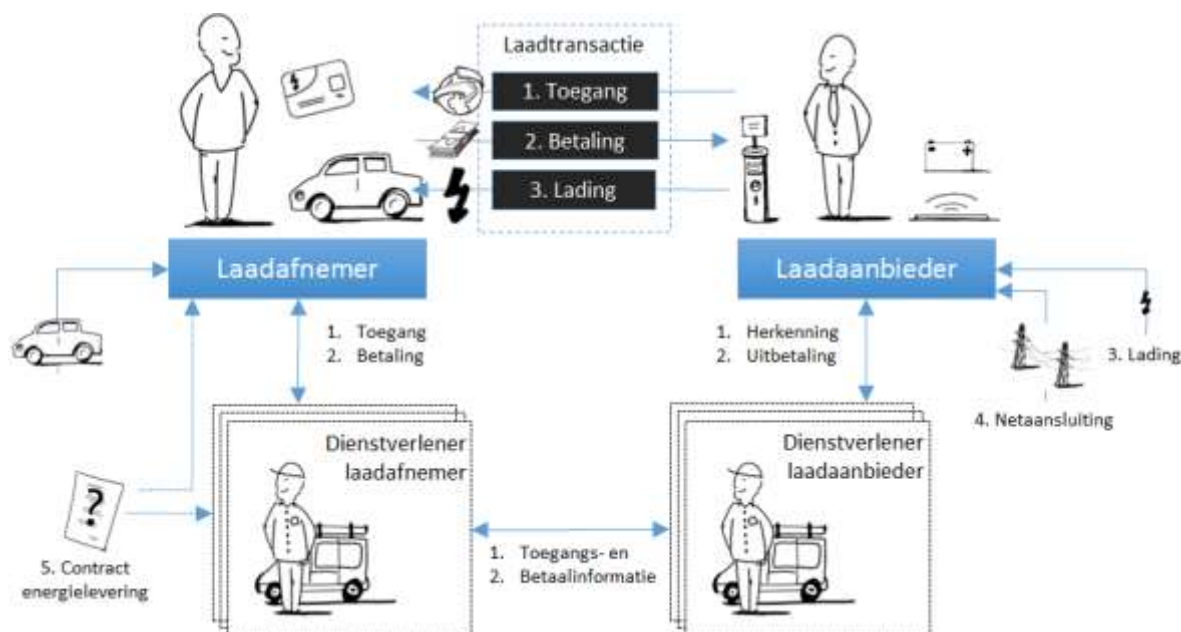 Laadtransactie
1. Toegang
2. Betaling
3. Lading
Laadafnemer
Laadaanbieder
1. Toegang
2. Betaling
1. Herkenning
2. Uitbetaling
3. Lading
4. Netaansluiting
Dienstverlener
laadafnemer
Dienstverlener
laadaanbieder
?
5. Contract
energielevering
1. Toegangs- en
2. Betaalinformatie